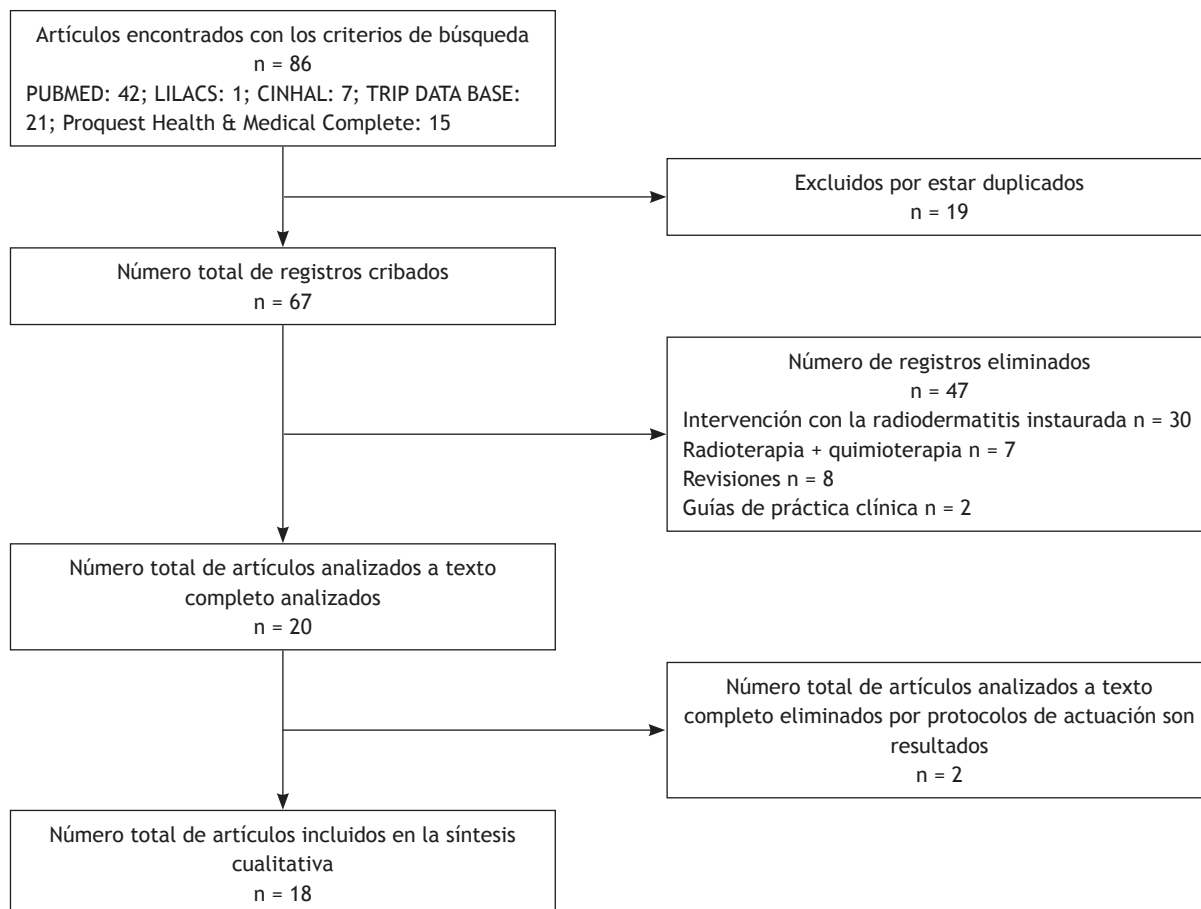 Artículos encontrados con los criterios de búsqueda
n = 86
PUBMED: 42; LILACS: 1; CINHAL: 7; TRIP DATA BASE:
21; Proquest Health & Medical Complete: 15
Excluidos por estar duplicados
n = 19
Número total de registros cribados
n = 67
Número de registros eliminados
n = 47
Intervención con la radiodermatitis instaurada n = 30
Radioterapia + quimioterapia n = 7
Revisiones n = 8
Guías de práctica clínica n = 2
Número total de artículos analizados a texto
completo analizados
n = 20
Número total de artículos analizados a texto
completo eliminados por protocolos de actuación son
resultados
n = 2
Número total de artículos incluidos en la síntesis
cualitativa
n = 18